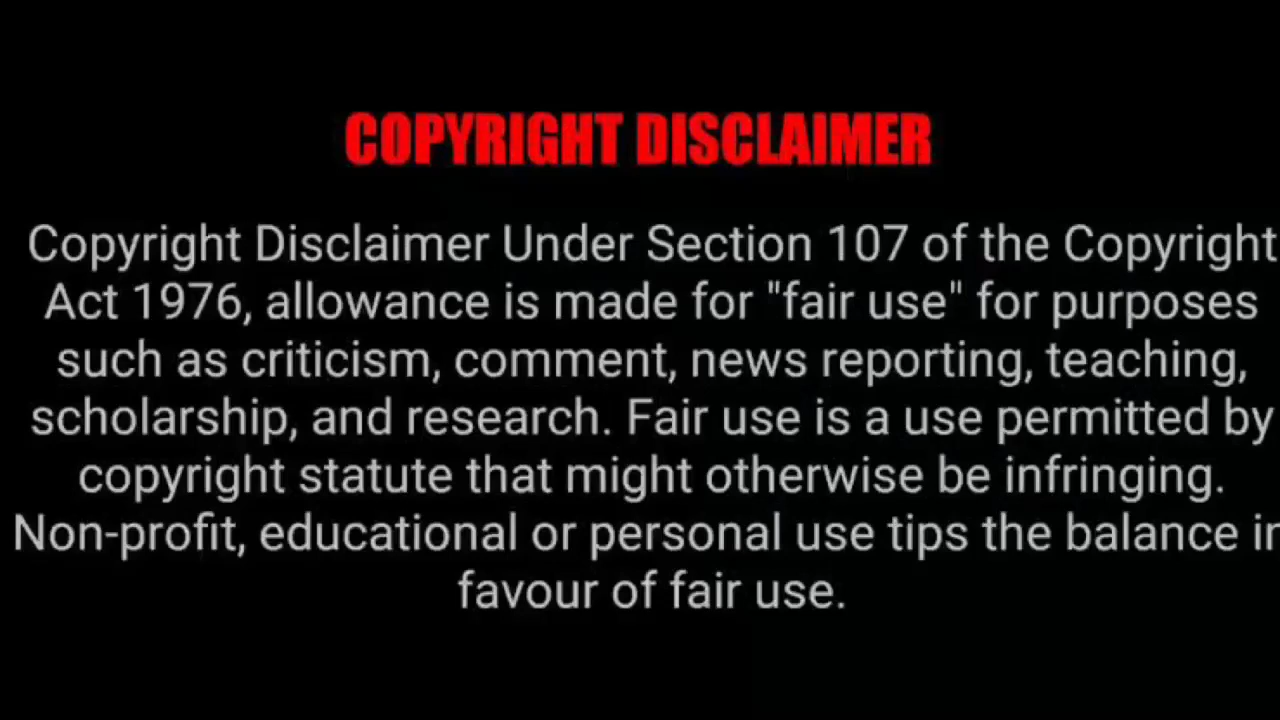 COPYRIGHT DISCLAIMER
Copyright Disclaimer Under Section 107 of the Copyright
Act 1976, allowance is made for "fair use" for purposes
such as criticism, comment, news reporting, teaching,
scholarship, and research. Fair use is a use permitted by
copyright statute that might otherwise be infringing.
Non-profit, educational or personal use tips the balance in
favour of fair use.